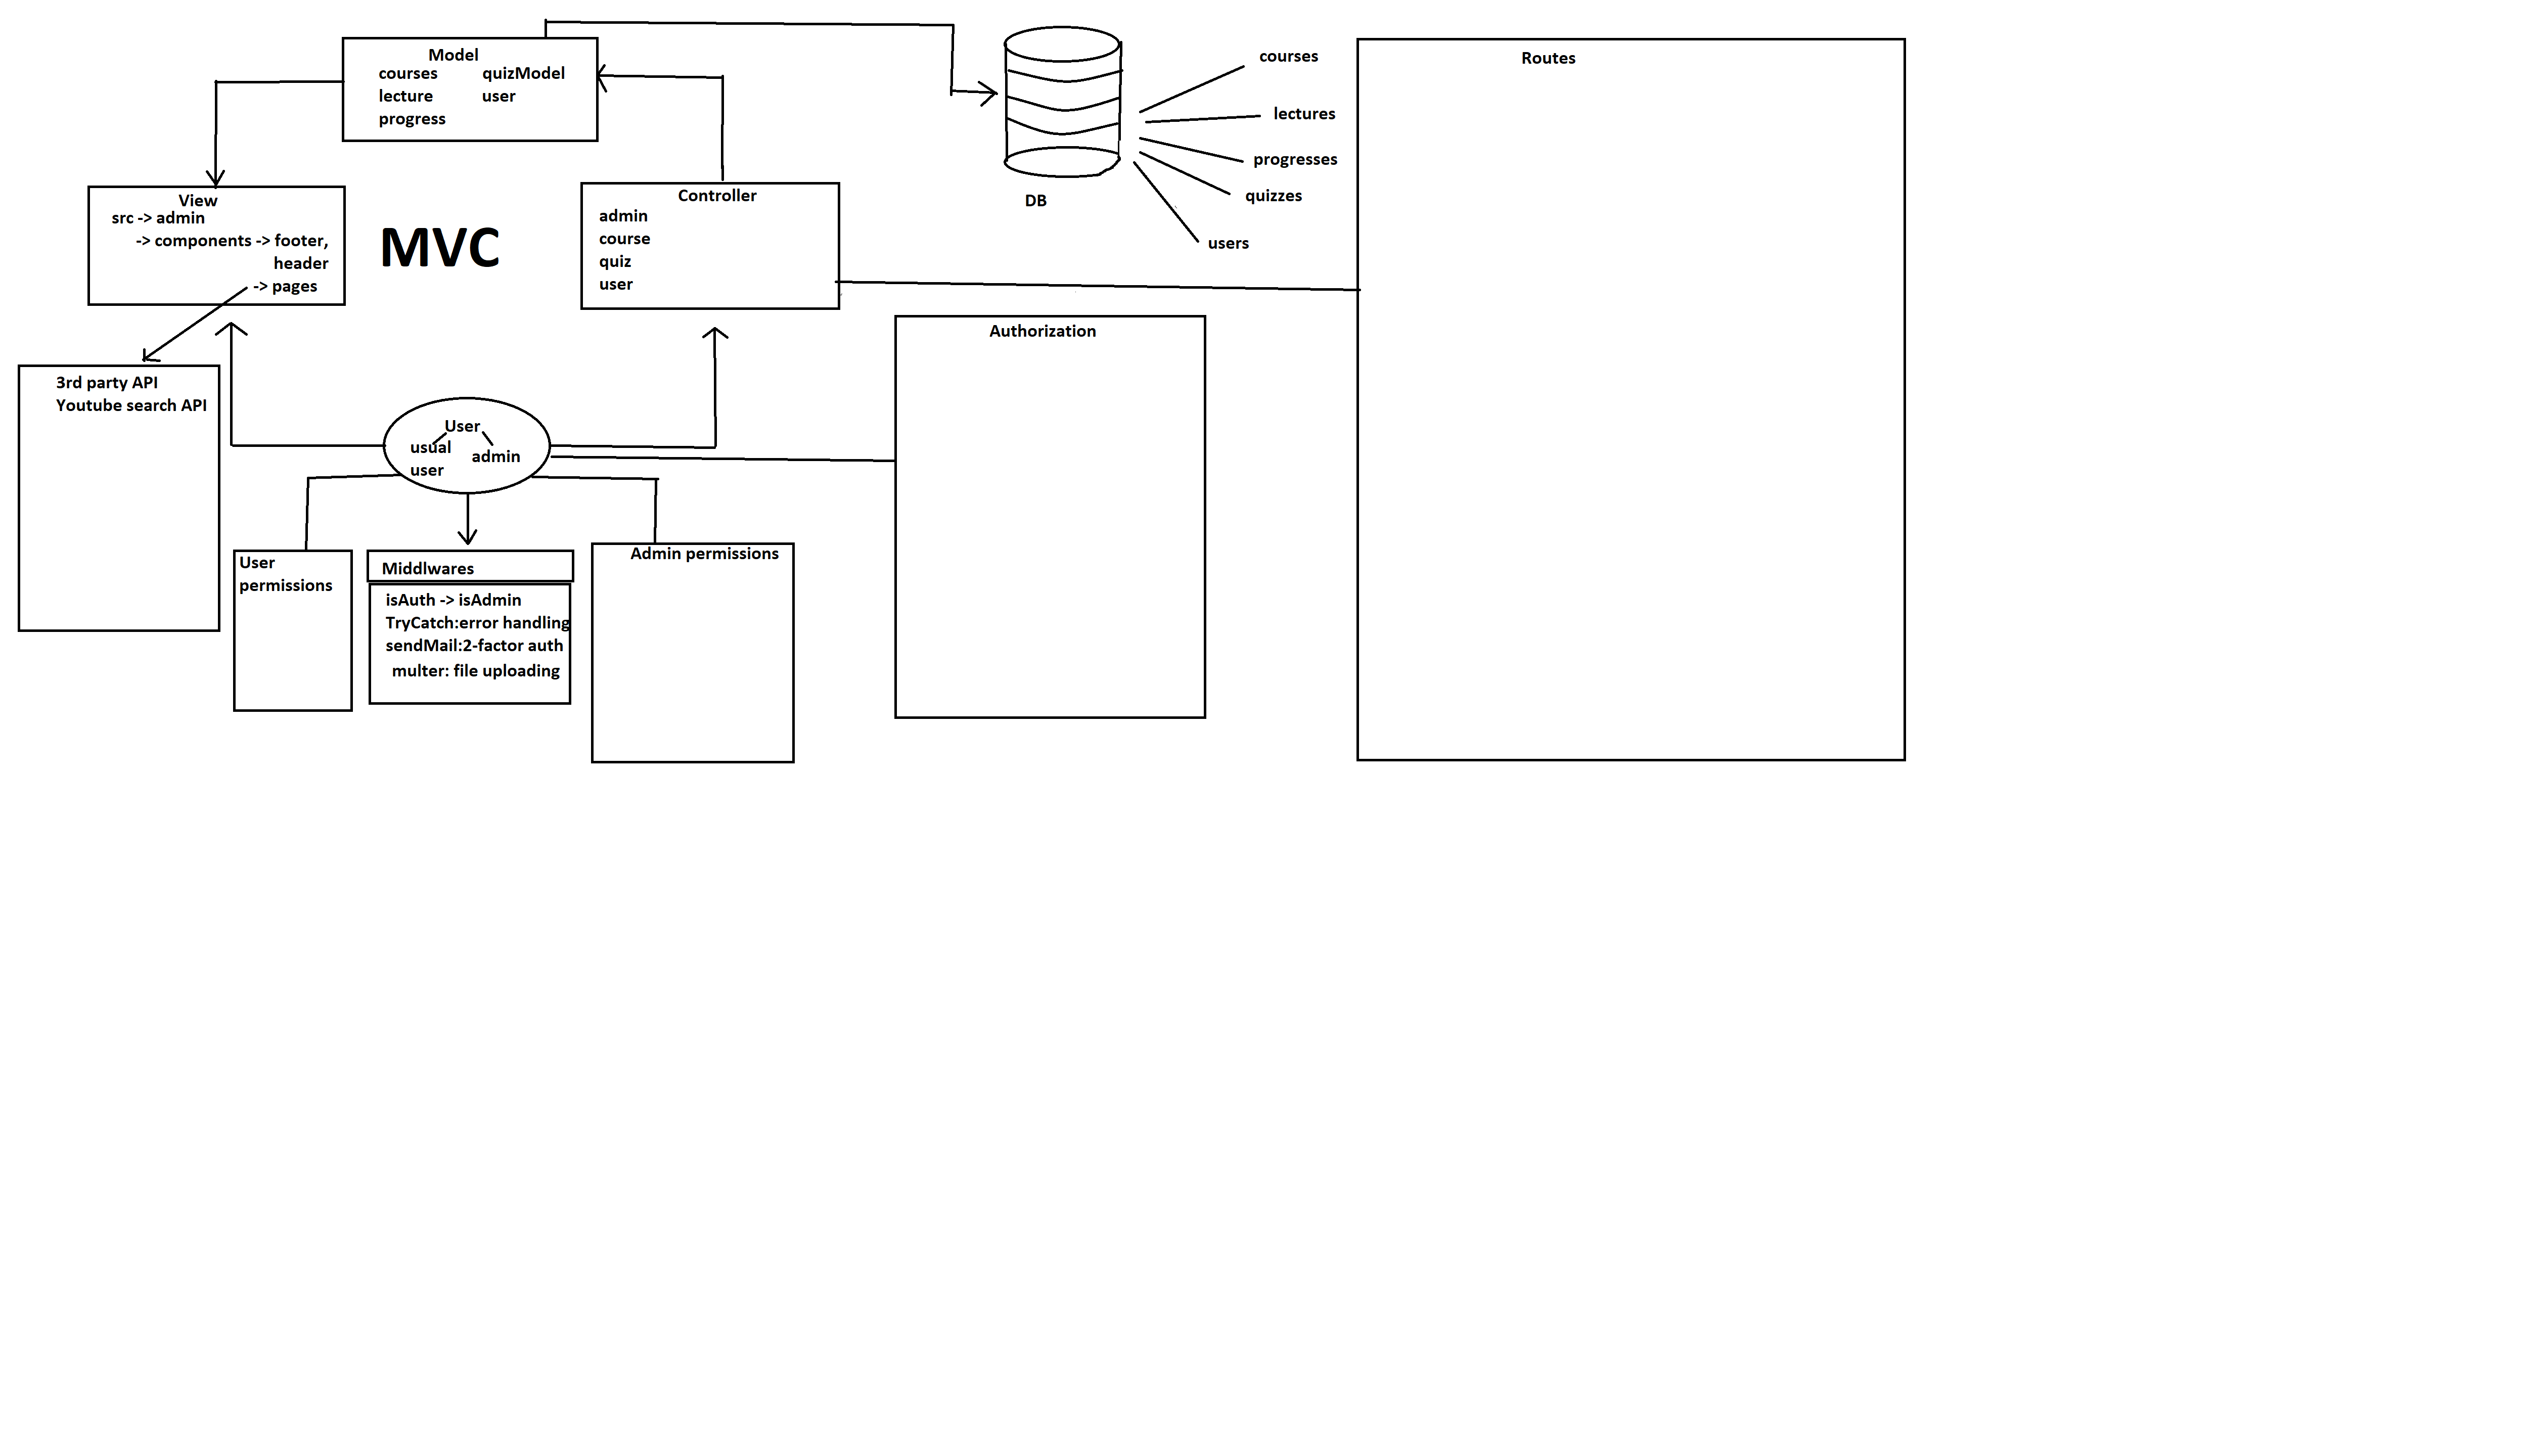 Model
courses quizModel
lecture user
progress
View
src -> admin
-> components -> footer,
header
-> pages
MVC
Controller
admin
course
quiz
user
DB
courses
lectures
progresses
quizzes
users
Routes
3rd party API
Youtube search API
User
usual
admin
user
Authorization
User
permissions
Middlwares
isAuth -> isAdmin
TryCatch:error handling
sendMail:2-factor auth
multer: file uploading
Admin permissions